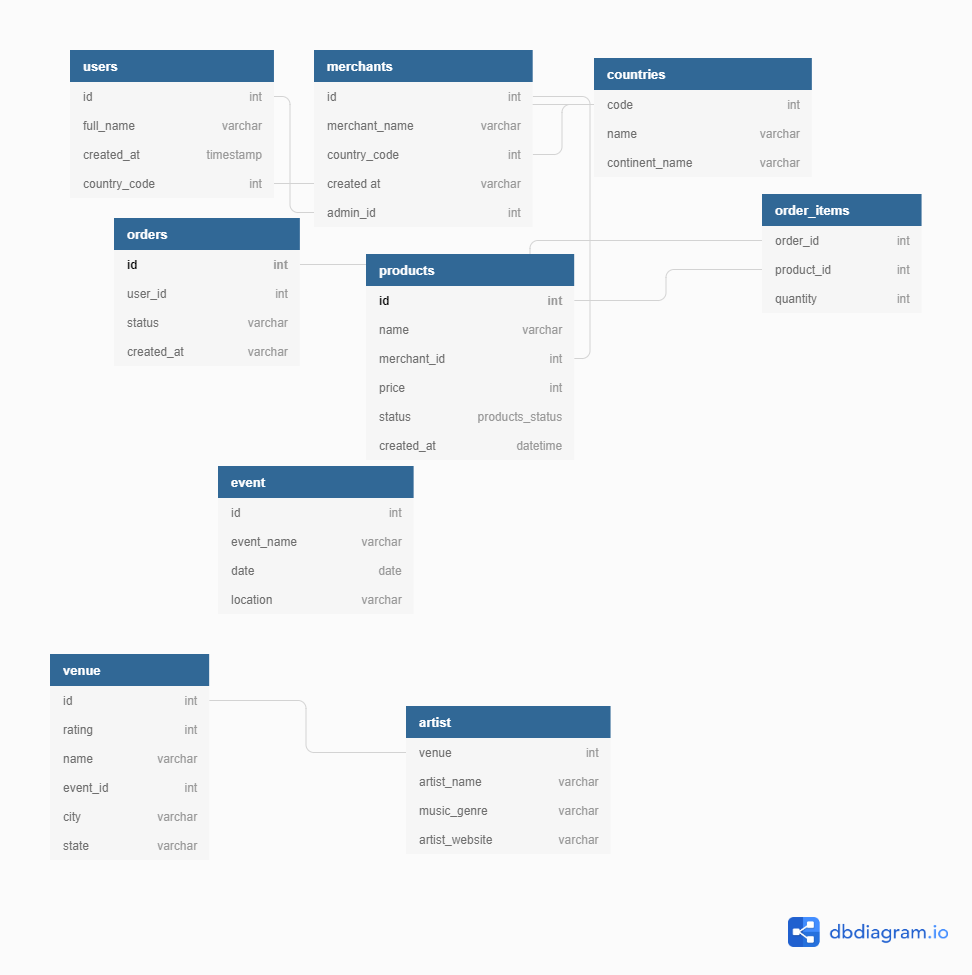 users
id int
full_name varchar
created_at timestamp
country_code int
merchants
id int
merchant_name varchar
country_code int
created at varchar
admin_id int
countries
code int
name varchar
continent_name varchar
order_items
order_id int
product_id int
quantity int
orders
id int
user_id int
status varchar
created_at varchar
products
id int
name varchar
merchant_id int
price int
status products_status
created_at datetime
event
id int
event_name varchar
date date
location varchar
venue
id int
rating int
name varchar
event_id int
city varchar
state varchar
artist
venue int
artist_name varchar
music_genre varchar
artist_website varchar
dbdiagram.io